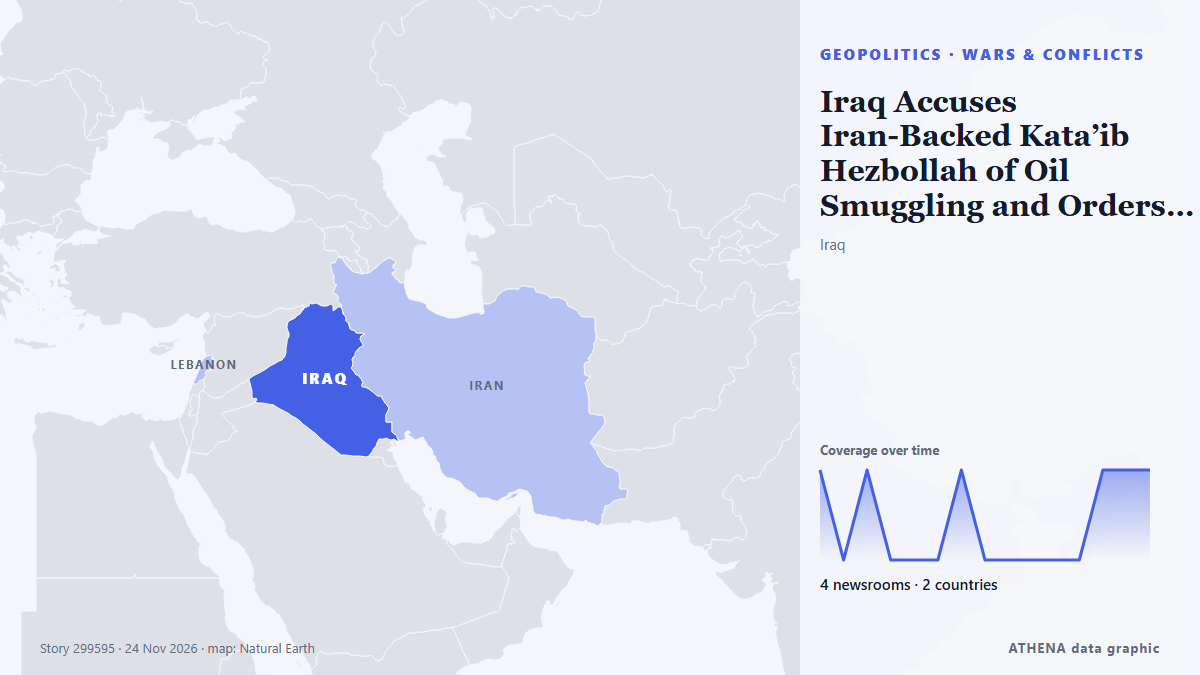 GEOPOLITICS · WARS & CONFLICTS
Iraq Accuses
Iran-Backed Kata’ib
Hezbollah of Oil
Smuggling and Orders…
Iraq
LEBANON
IRAQ
IRAN
Coverage over time
4 newsrooms · 2 countries
Story 299595 · 24 Nov 2026 · map: Natural Earth
ATHENA data graphic